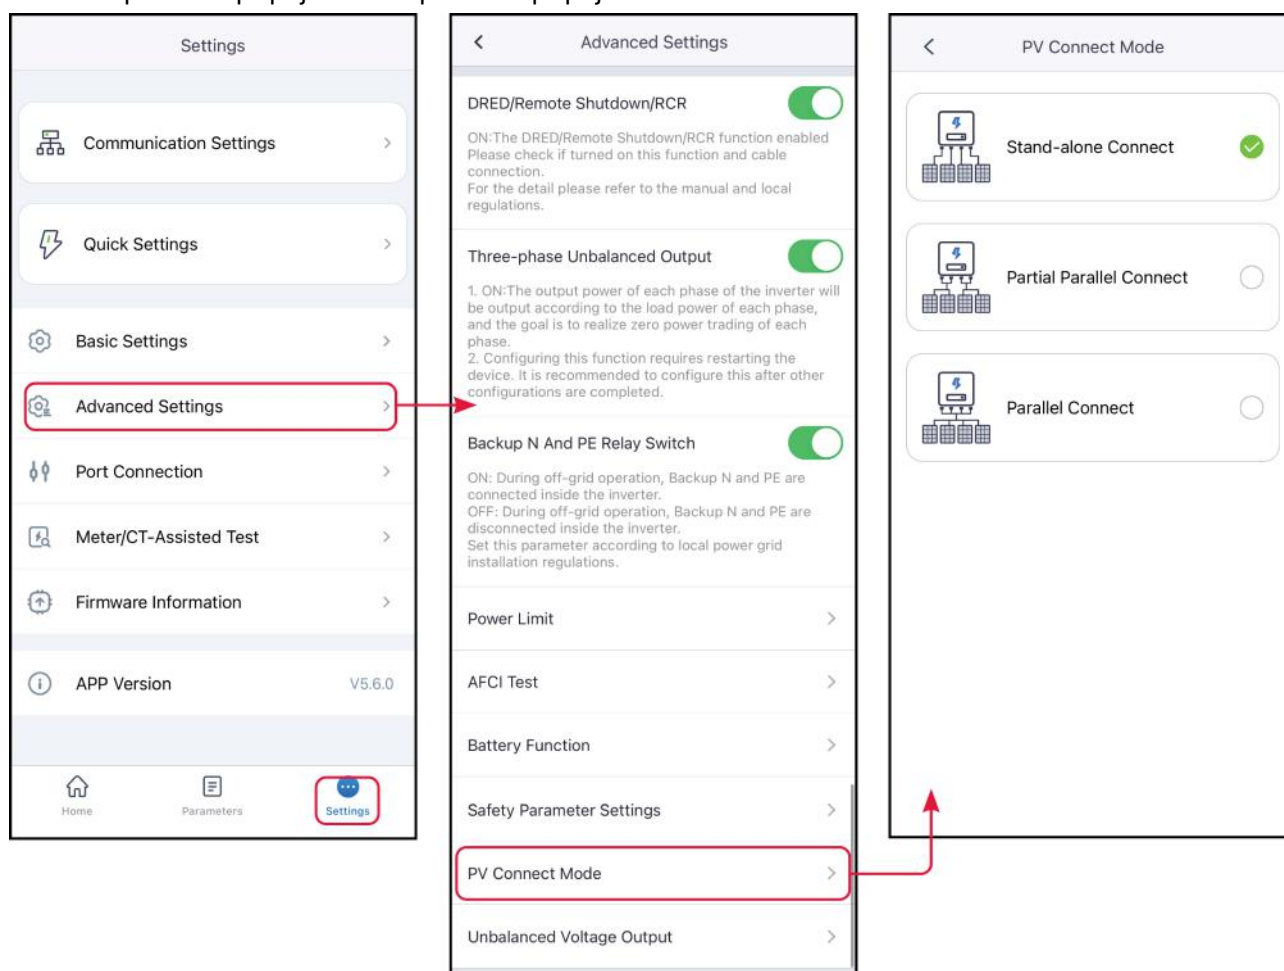 Settings
Communication Settings
Quick Settings
Basic Settings
Advanced Settings
Port Connection
Meter/CT-Assisted Test
Firmware Information
APP Version V5.6.0
Home Parameters Settings
Advanced Settings
DRED/Remote Shutdown/RCR
ON:The DRED/Remote Shutdown/RCR function enabled
Please check if turned on this function and cable
connection.
For the detail please refer to the manual and local
regulations.
Three-phase Unbalanced Output
1. ON:The output power of each phase of the inverter will
be output according to the load power of each phase,
and the goal is to realize zero power trading of each
phase.
2. Configuring this function requires restarting the
device. It is recommended to configure this after other
configurations are completed.
Backup N And PE Relay Switch
ON: During off-grid operation, Backup N and PE are
connected inside the inverter.
OFF: During off-grid operation, Backup N and PE are
disconnected inside the inverter.
Set this parameter according to local power grid
installation regulations.
Power Limit
AFCI Test
Battery Function
Safety Parameter Settings
PV Connect Mode
Unbalanced Voltage Output
PV Connect Mode
Stand-alone Connect
Partial Parallel Connect
Parallel Connect